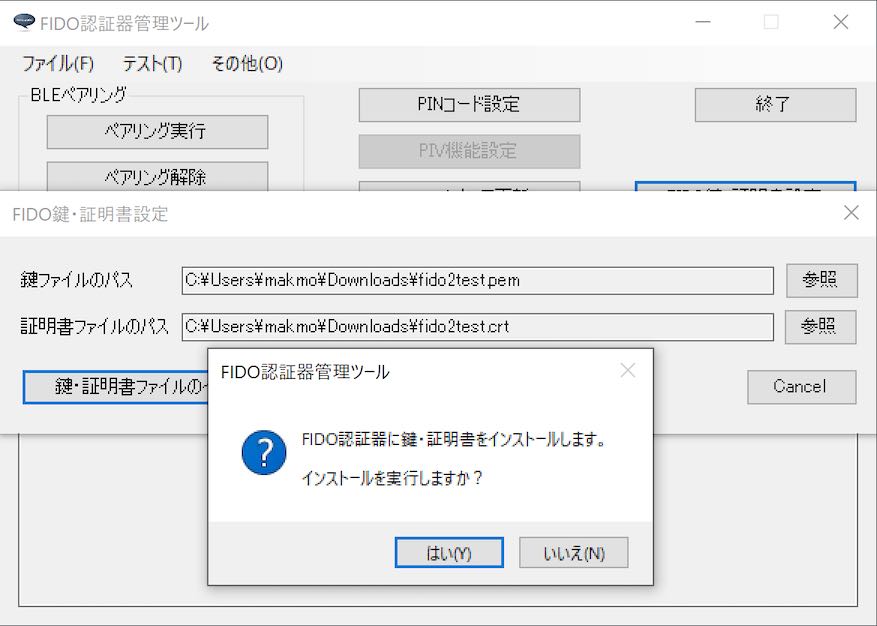 FIDO認証器管理ツール
ファイル(F) テスト(T) その他(O)
BLEペアリング
ペアリング実行
ペアリング解除
PINコード設定
PIV機能設定
終了
FIDO鍵・証明書設定
鍵ファイルのパス
C:¥Users¥makmo¥Downloads¥fido2test.pem
参照
証明書ファイルのパス
C:¥Users¥makmo¥Downloads¥fido2test.crt
参照
鍵・証明書ファイルの
Cancel
FIDO認証器管理ツール
FIDO認証器に鍵・証明書をインストールします。
インストールを実行しますか？
はい(Y)
いいえ(N)